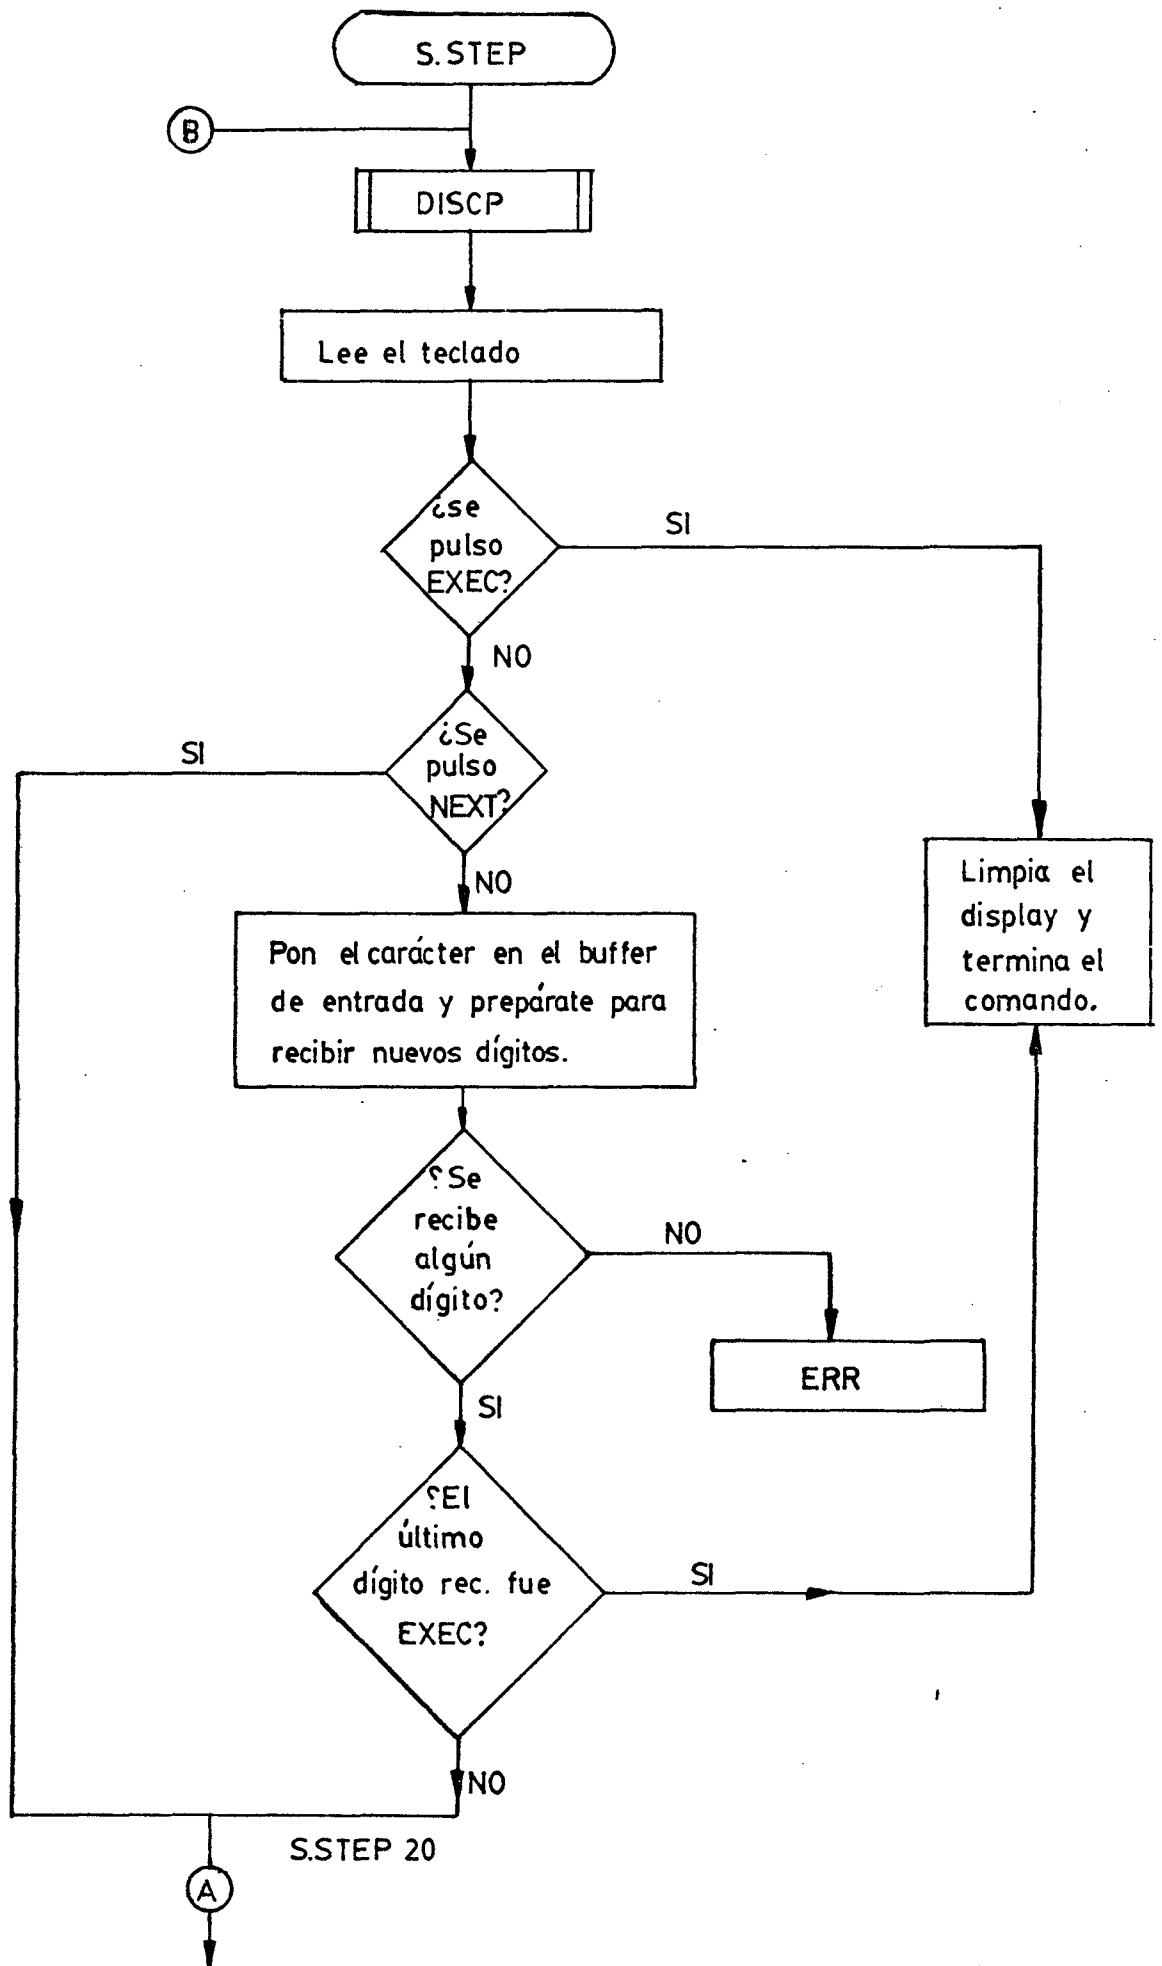 S.STEP
B
DISCP
Lee el teclado
¿se
pulso
EXEC?
SI
NO
¿Se
pulso
NEXT?
SI
NO
Limpia el
display y
termina el
comando.
Pon el carácter en el buffer
de entrada y prepárate para
recibir nuevos dígitos.
?Se
recibe
algún
dígito?
NO
ERR
SI
?El
último
dígito rec. fue
EXEC?
SI
NO
S.STEP 20
A